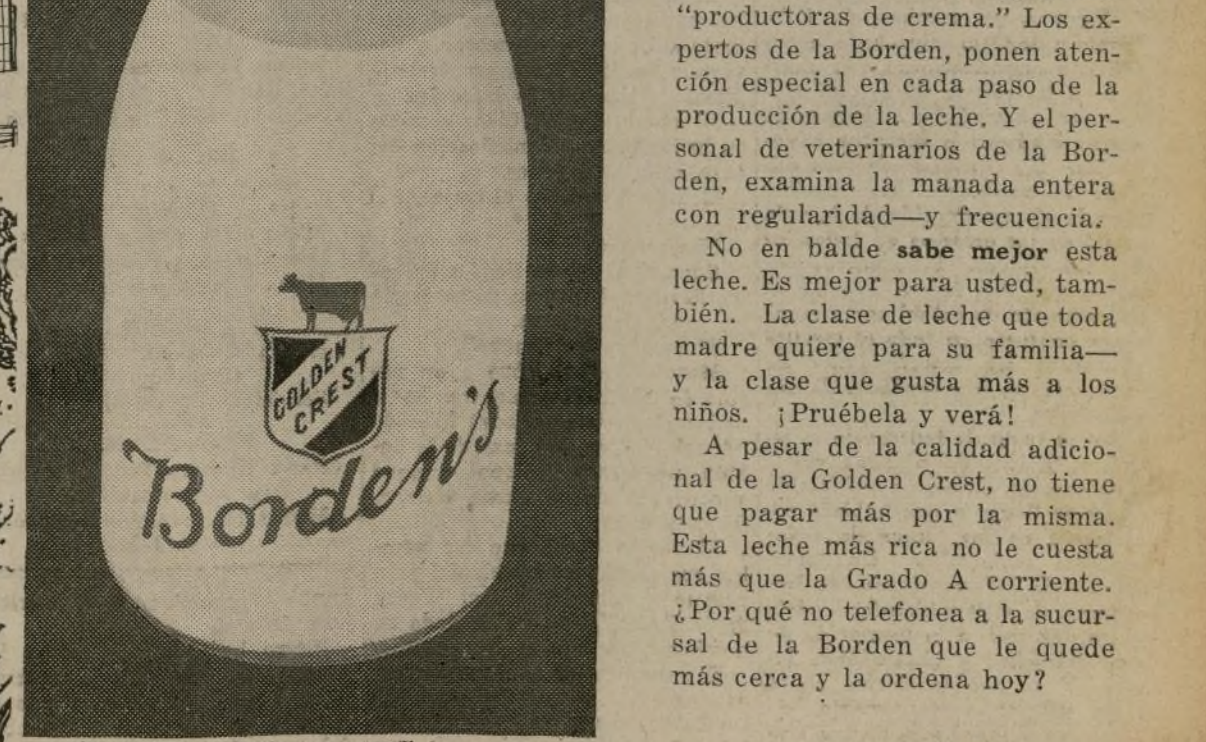 GOLDEN
CREST
Borden's
"productoras de crema." Los ex-
pertos de la Borden, ponen aten-
ción especial en cada paso de la
producción de la leche. Y el per-
sonal de veterinarios de la Bor-
den, examina la manada entera
con regularidad—y frecuencia.
No en balde sabe mejor esta
leche. Es mejor para usted, tam-
bién. La clase de leche que toda
madre quiere para su familia—
y la clase que gusta más a los
niños. ¡Pruébela y verá!
A pesar de la calidad adicio-
nal de la Golden Crest, no tiene
que pagar más por la misma.
Esta leche más rica no le cuesta
más que la Grado A corriente.
¿Por qué no telefonea a la sucur-
sal de la Borden que le quede
más cerca y la ordena hoy?